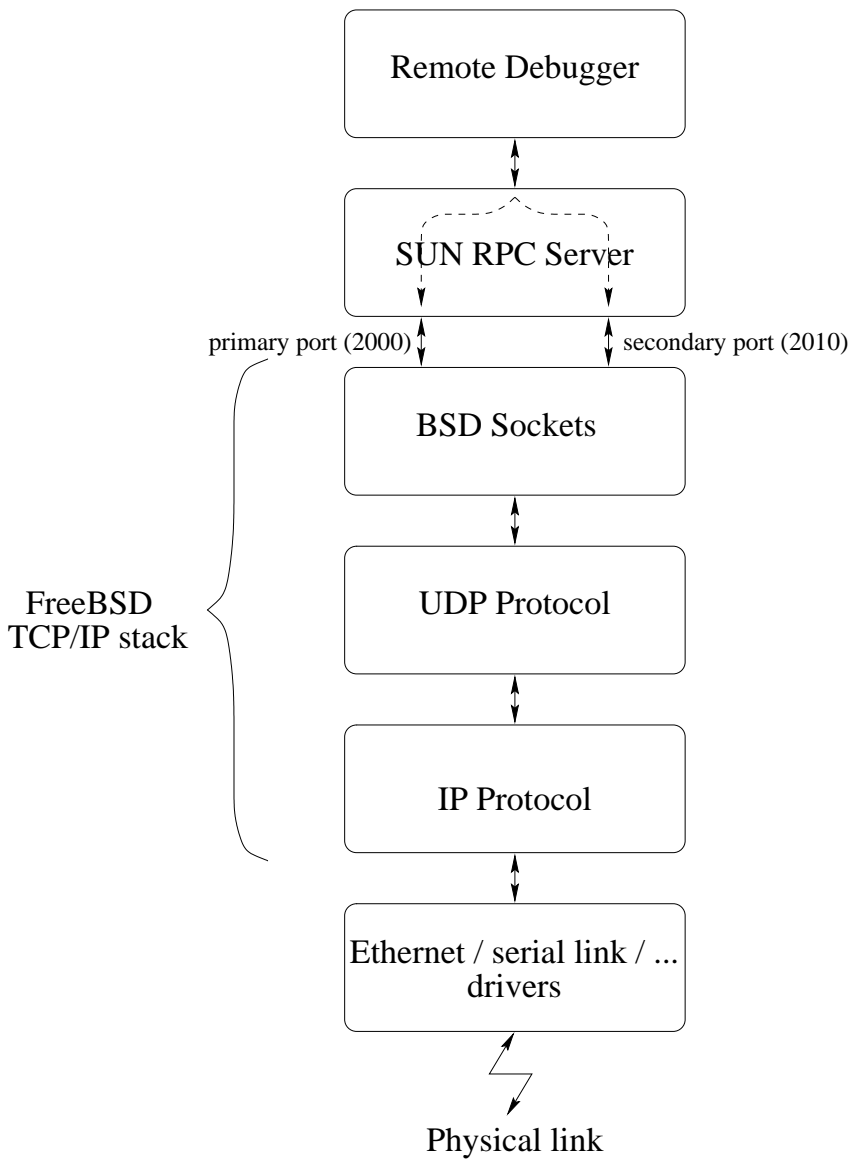 Remote Debugger
SUN RPC Server
primary port (2000)
secondary port (2010)
BSD Sockets
UDP Protocol
FreeBSD
TCP/IP stack
IP Protocol
Ethernet / serial link / ...
drivers
Physical link